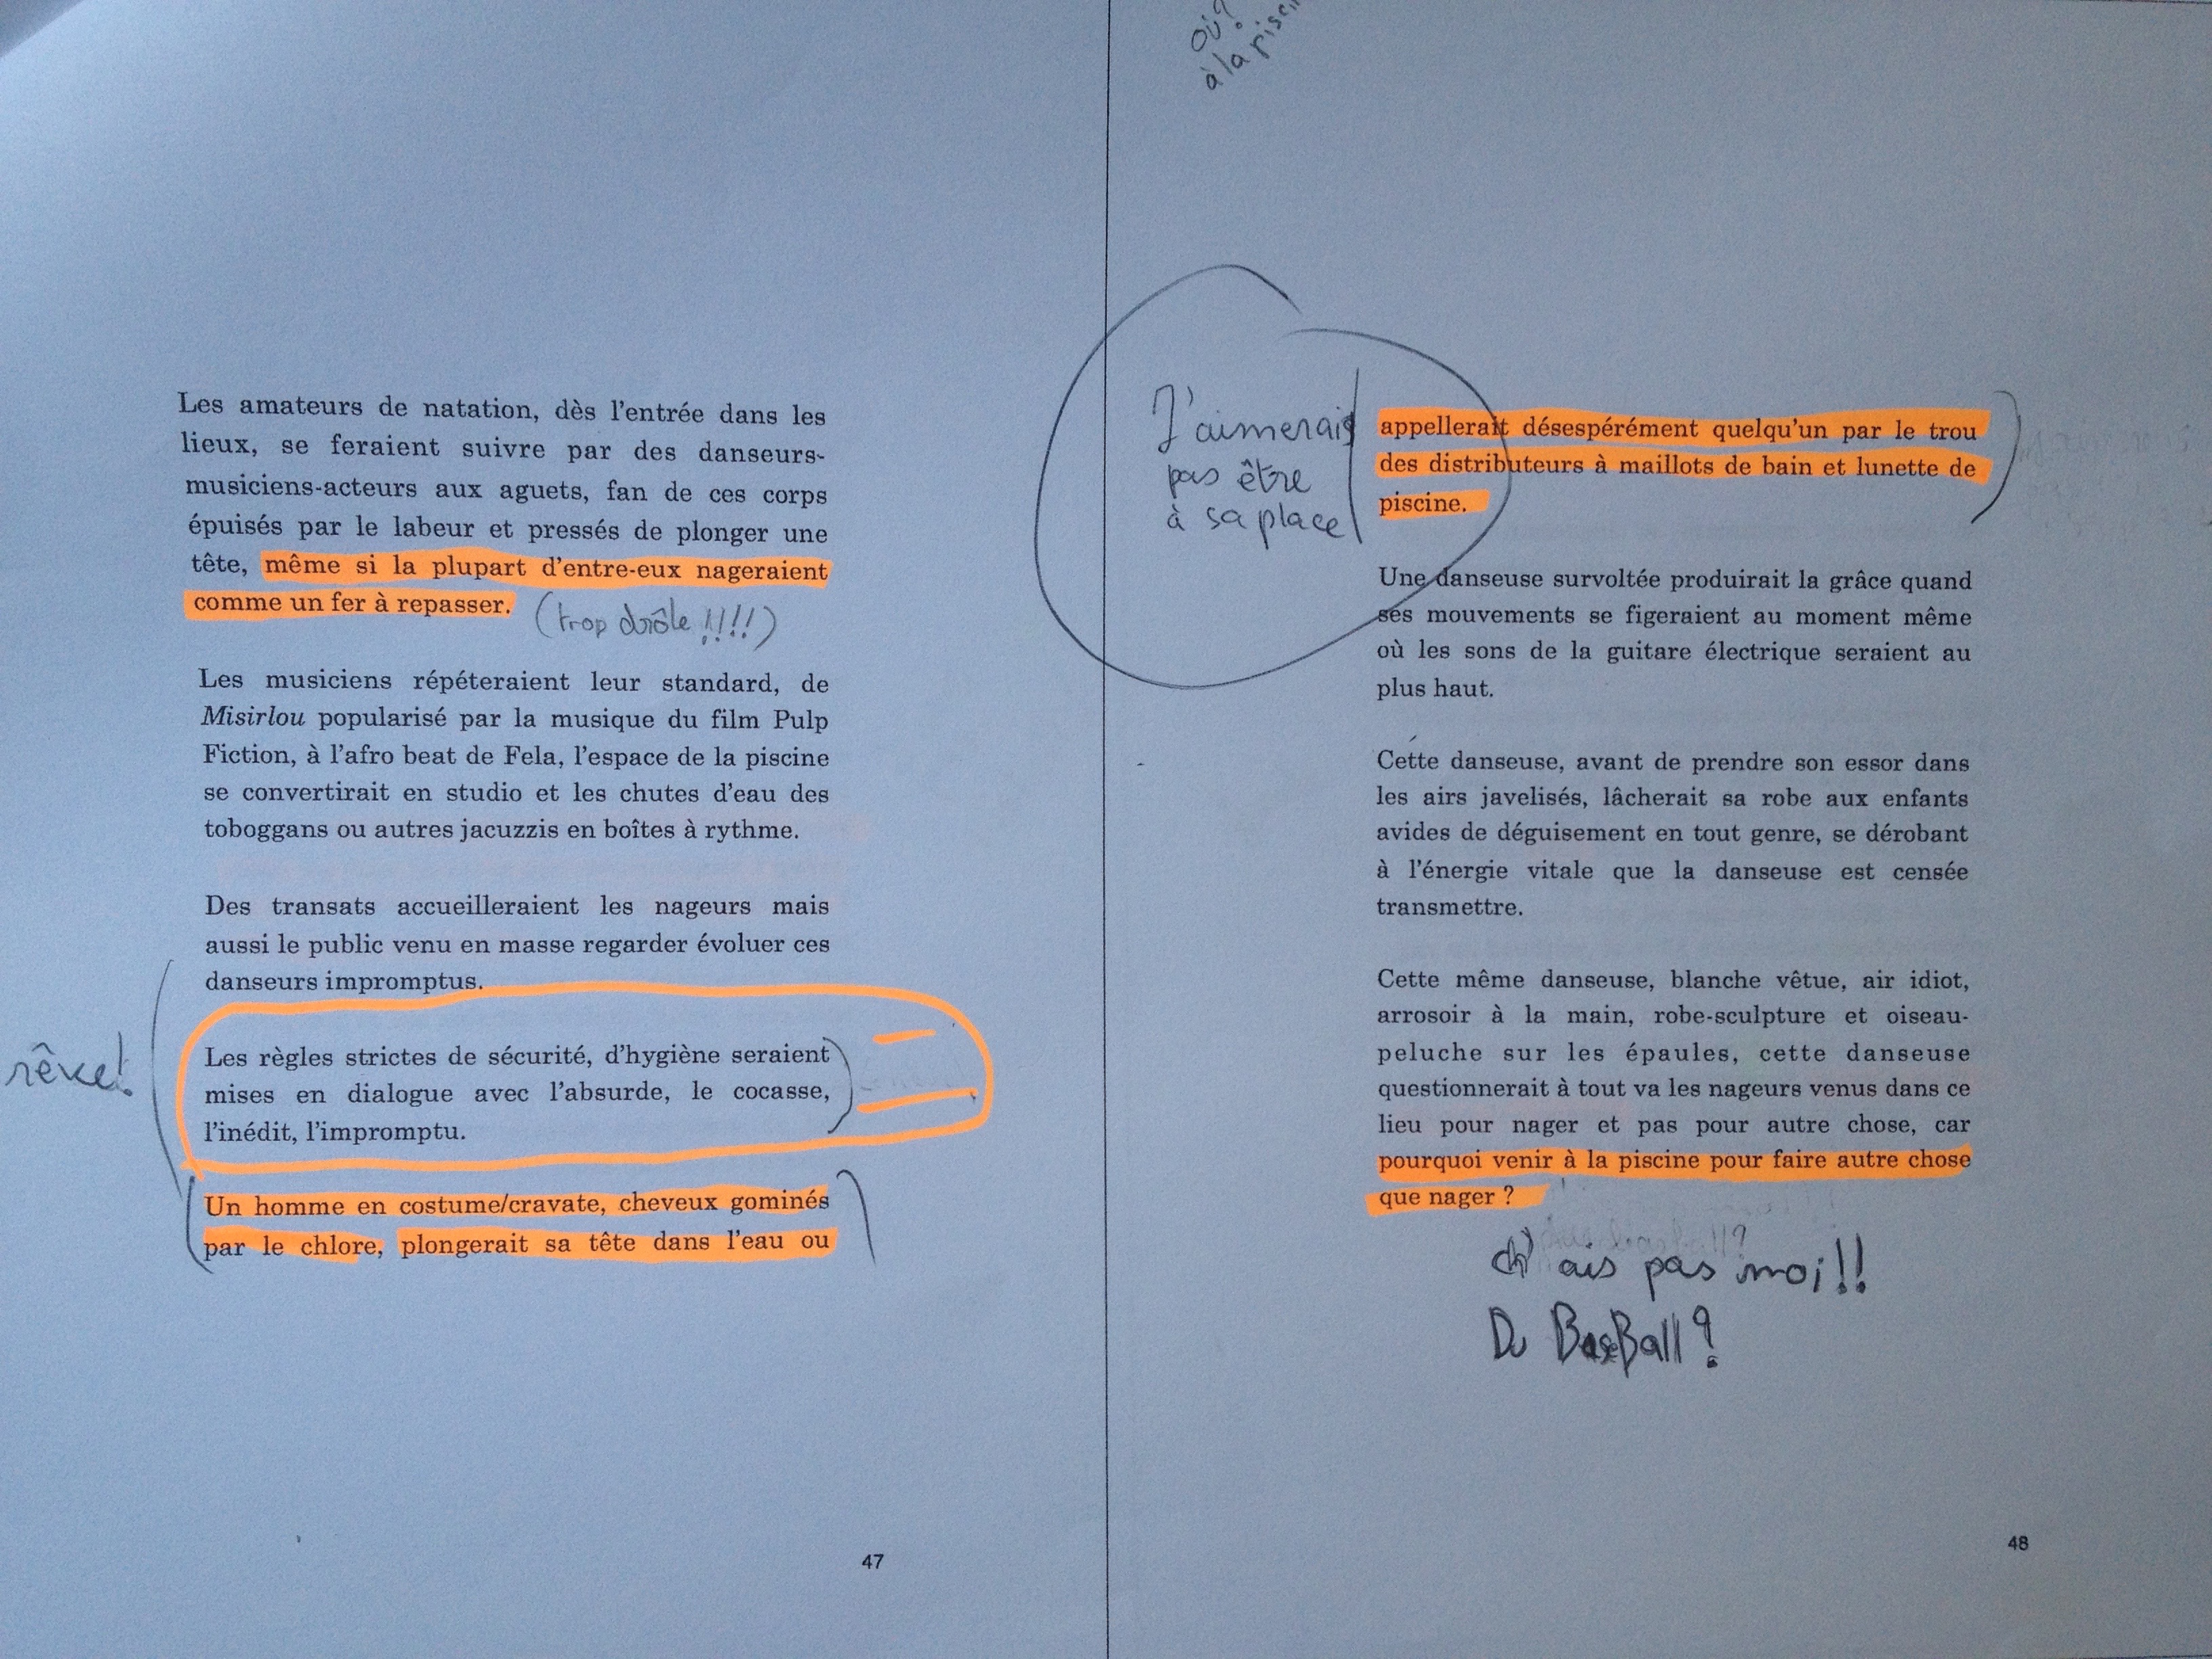 Les amateurs de natation, dès l'entrée dans les
lieux, se feraient suivre par des danseurs-
musiciens-acteurs aux aguets, fan de ces corps
épuisés par le labeur et pressés de plonger une
tête, même si la plupart d'entre-eux nageraient
comme un fer à repasser. (trop drôle !!!!)
Les musiciens répéteraient leur standard, de
Misirlou popularisé par la musique du film Pulp
Fiction, à l'afro beat de Fela, l'espace de la piscine
se convertirait en studio et les chutes d'eau des
toboggans ou autres jacuzzis en boîtes à rythme.
Des transats accueilleraient les nageurs mais
aussi le public venu en masse regarder évoluer ces
danseurs impromptus.
rêve!
Les règles strictes de sécurité, d'hygiène seraient
mises en dialogue avec l'absurde, le cocasse,
l'inédit, l'impromptu.
Un homme en costume/cravate, cheveux gominés
par le chlore, plongerait sa tête dans l'eau ou
47
où?
à la
J'aimerais
pas être
à sa place
appellerait désespérément quelqu'un par le trou
des distributeurs à maillots de bain et lunette de
piscine.
Une danseuse survoltée produirait la grâce quand
ses mouvements se figeraient au moment même
où les sons de la guitare électrique seraient au
plus haut.
Cette danseuse, avant de prendre son essor dans
les airs javelisés, lâcherait sa robe aux enfants
avides de déguisement en tout genre, se dérobant
à l'énergie vitale que la danseuse est censée
transmettre.
Cette même danseuse, blanche vêtue, air idiot,
arrosoir à la main, robe-sculpture et oiseau-
peluche sur les épaules, cette danseuse
questionnerait à tout va les nageurs venus dans ce
lieu pour nager et pas pour autre chose, car
pourquoi venir à la piscine pour faire autre chose
que nager ?
ch'ais pas moi!!
Du BaseBall?
48